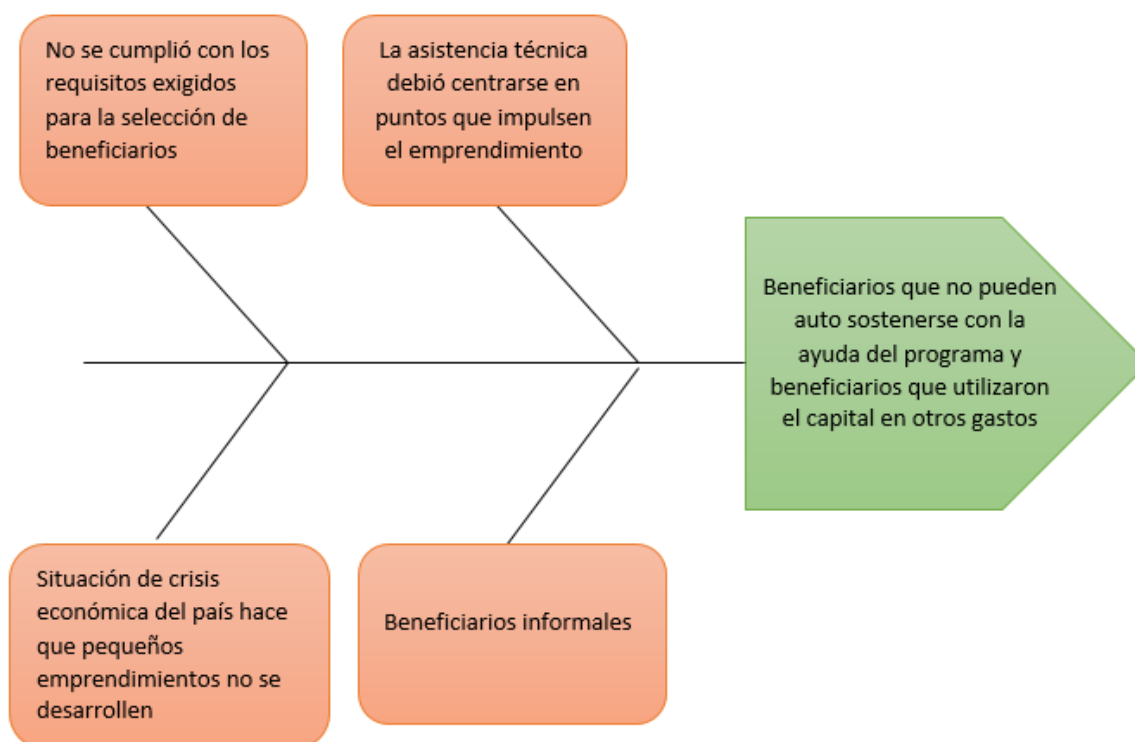 No se cumplió con los
requisitos exigidos
para la selección de
beneficiarios
La asistencia técnica
debió centrarse en
puntos que impulsen
el emprendimiento
Beneficiarios que no pueden
auto sostenerse con la
ayuda del programa y
beneficiarios que utilizaron
el capital en otros gastos
Situación de crisis
económica del país hace
que pequeños
emprendimientos no se
desarrollen
Beneficiarios informales